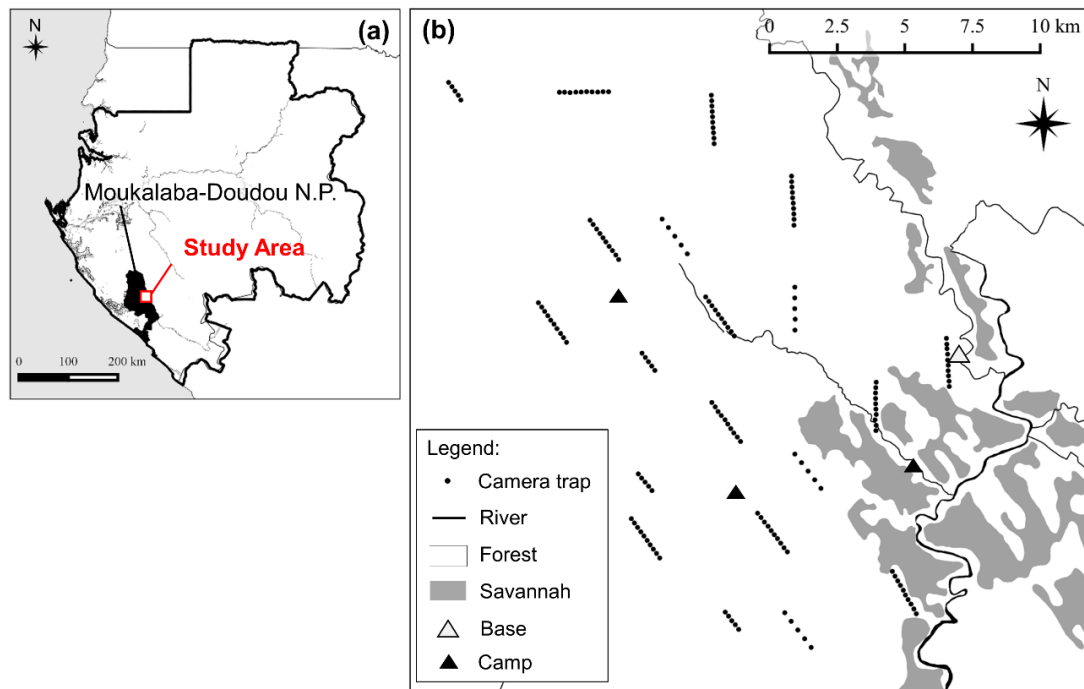 N
(a)
Moukalaba-Doudou N.P.
Study Area
0 100 200 km
(b)
0 2.5 5 7.5 10 km
N
Legend:
Camera trap
River
Forest
Savannah
Base
Camp